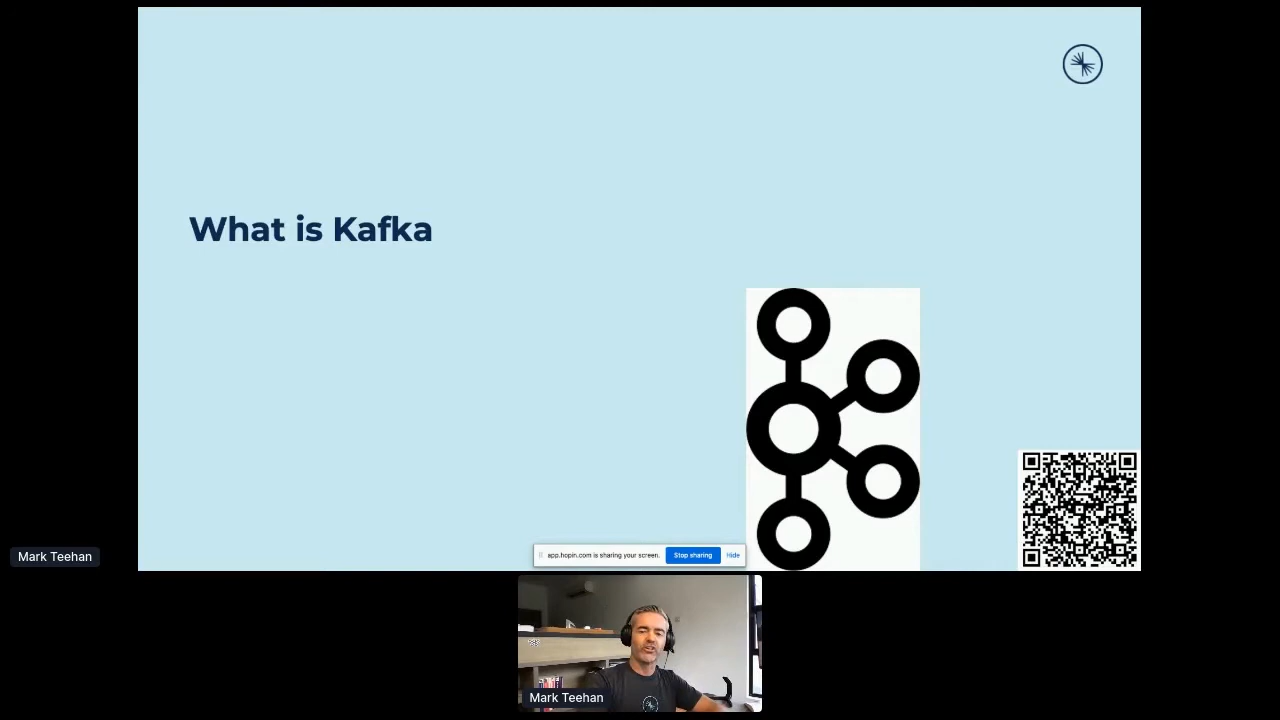 What is Kafka
Mark Teehan
app.hopin.com is sharing your screen.
Stop sharing
Hide
Mark Teehan